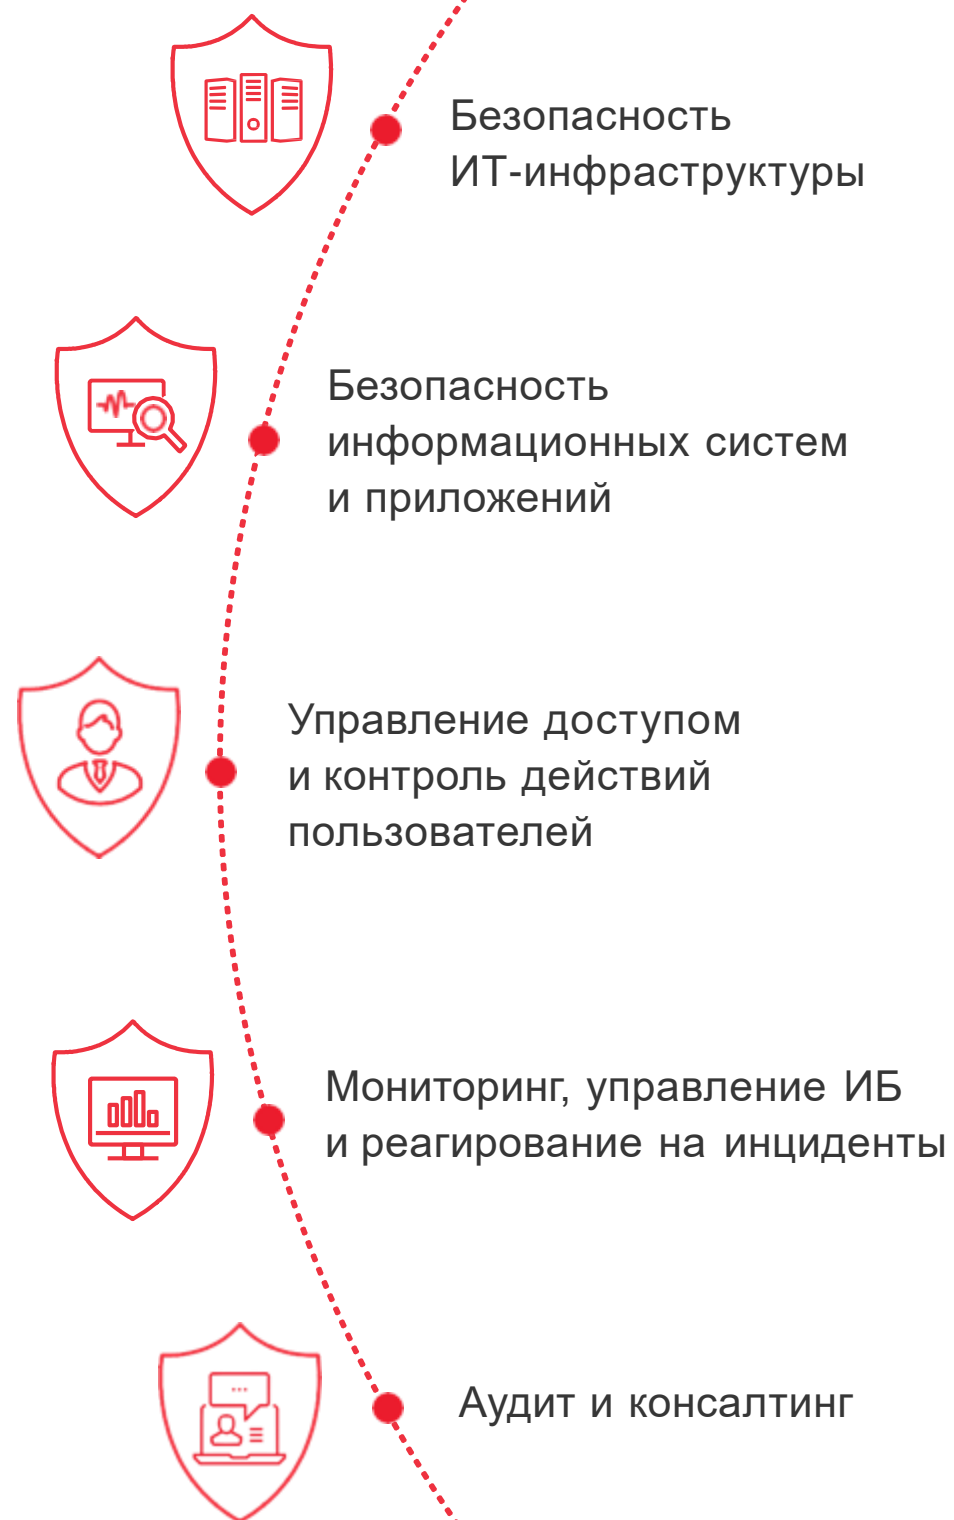 Безопасность
ИТ-инфраструктуры
Безопасность
информационных систем
и приложений
Управление доступом
и контроль действий
пользователей
Мониторинг, управление ИБ
и реагирование на инциденты
Аудит и консалтинг